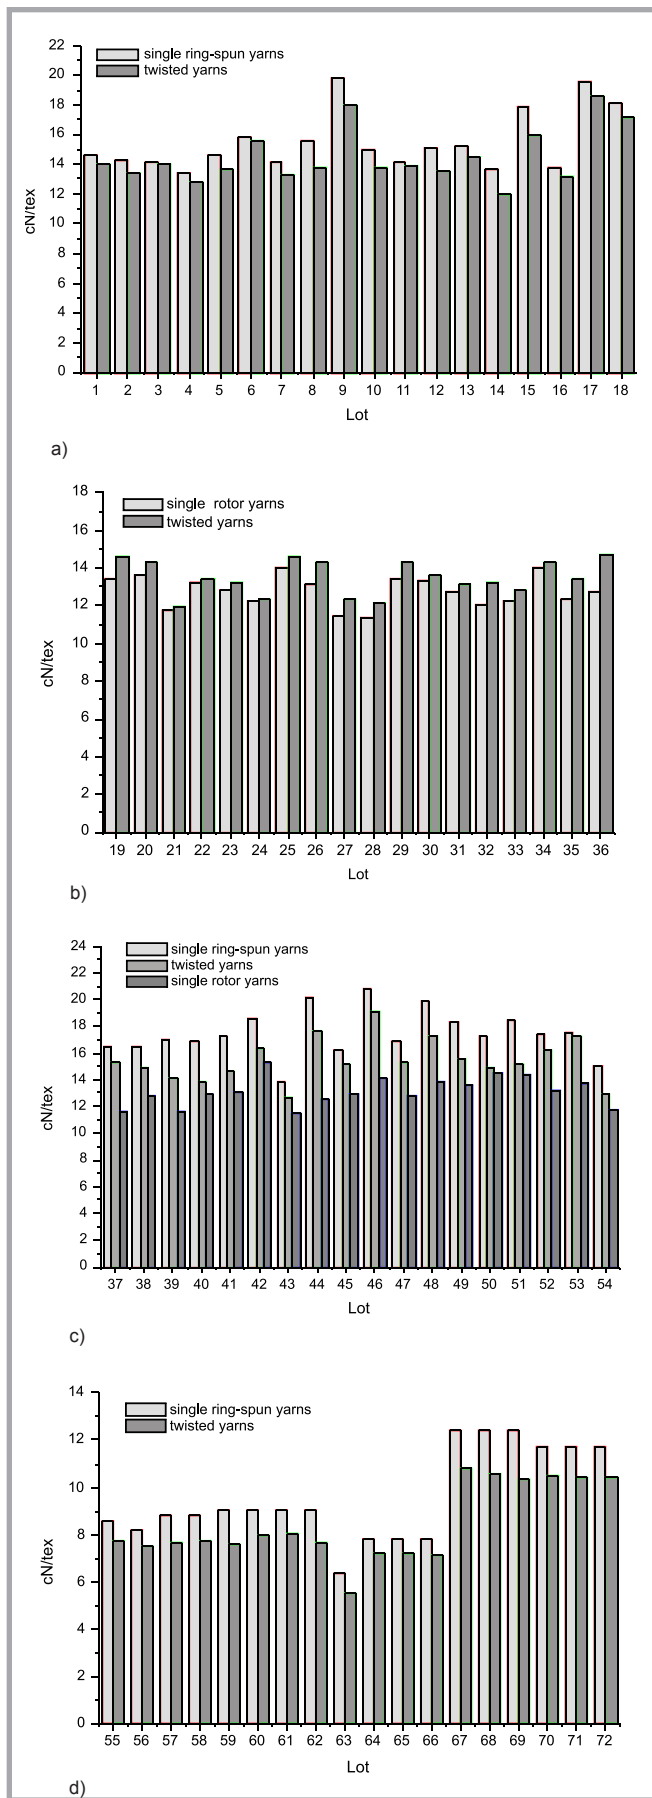 22
20
18
16
14
12
10
8
6
4
2
0
cN/tex
single ring-spun yarns
twisted yarns
1 2 3 4 5 6 7 8 9 10 11 12 13 14 15 16 17 18
Lot
a)
18
16
14
12
10
8
6
4
2
0
cN/tex
single rotor yarns
twisted yarns
19 20 21 22 23 24 25 26 27 28 29 30 31 32 33 34 35 36
Lot
b)
24
22
20
18
16
14
12
10
8
6
4
2
0
cN/tex
single ring-spun yarns
twisted yarns
single rotor yarns
37 38 39 40 41 42 43 44 45 46 47 48 49 50 51 52 53 54
Lot
c)
14
12
10
8
6
4
2
0
cN/tex
single ring-spun yarns
twisted yarns
55 56 57 58 59 60 61 62 63 64 65 66 67 68 69 70 71 72
Lot
d)